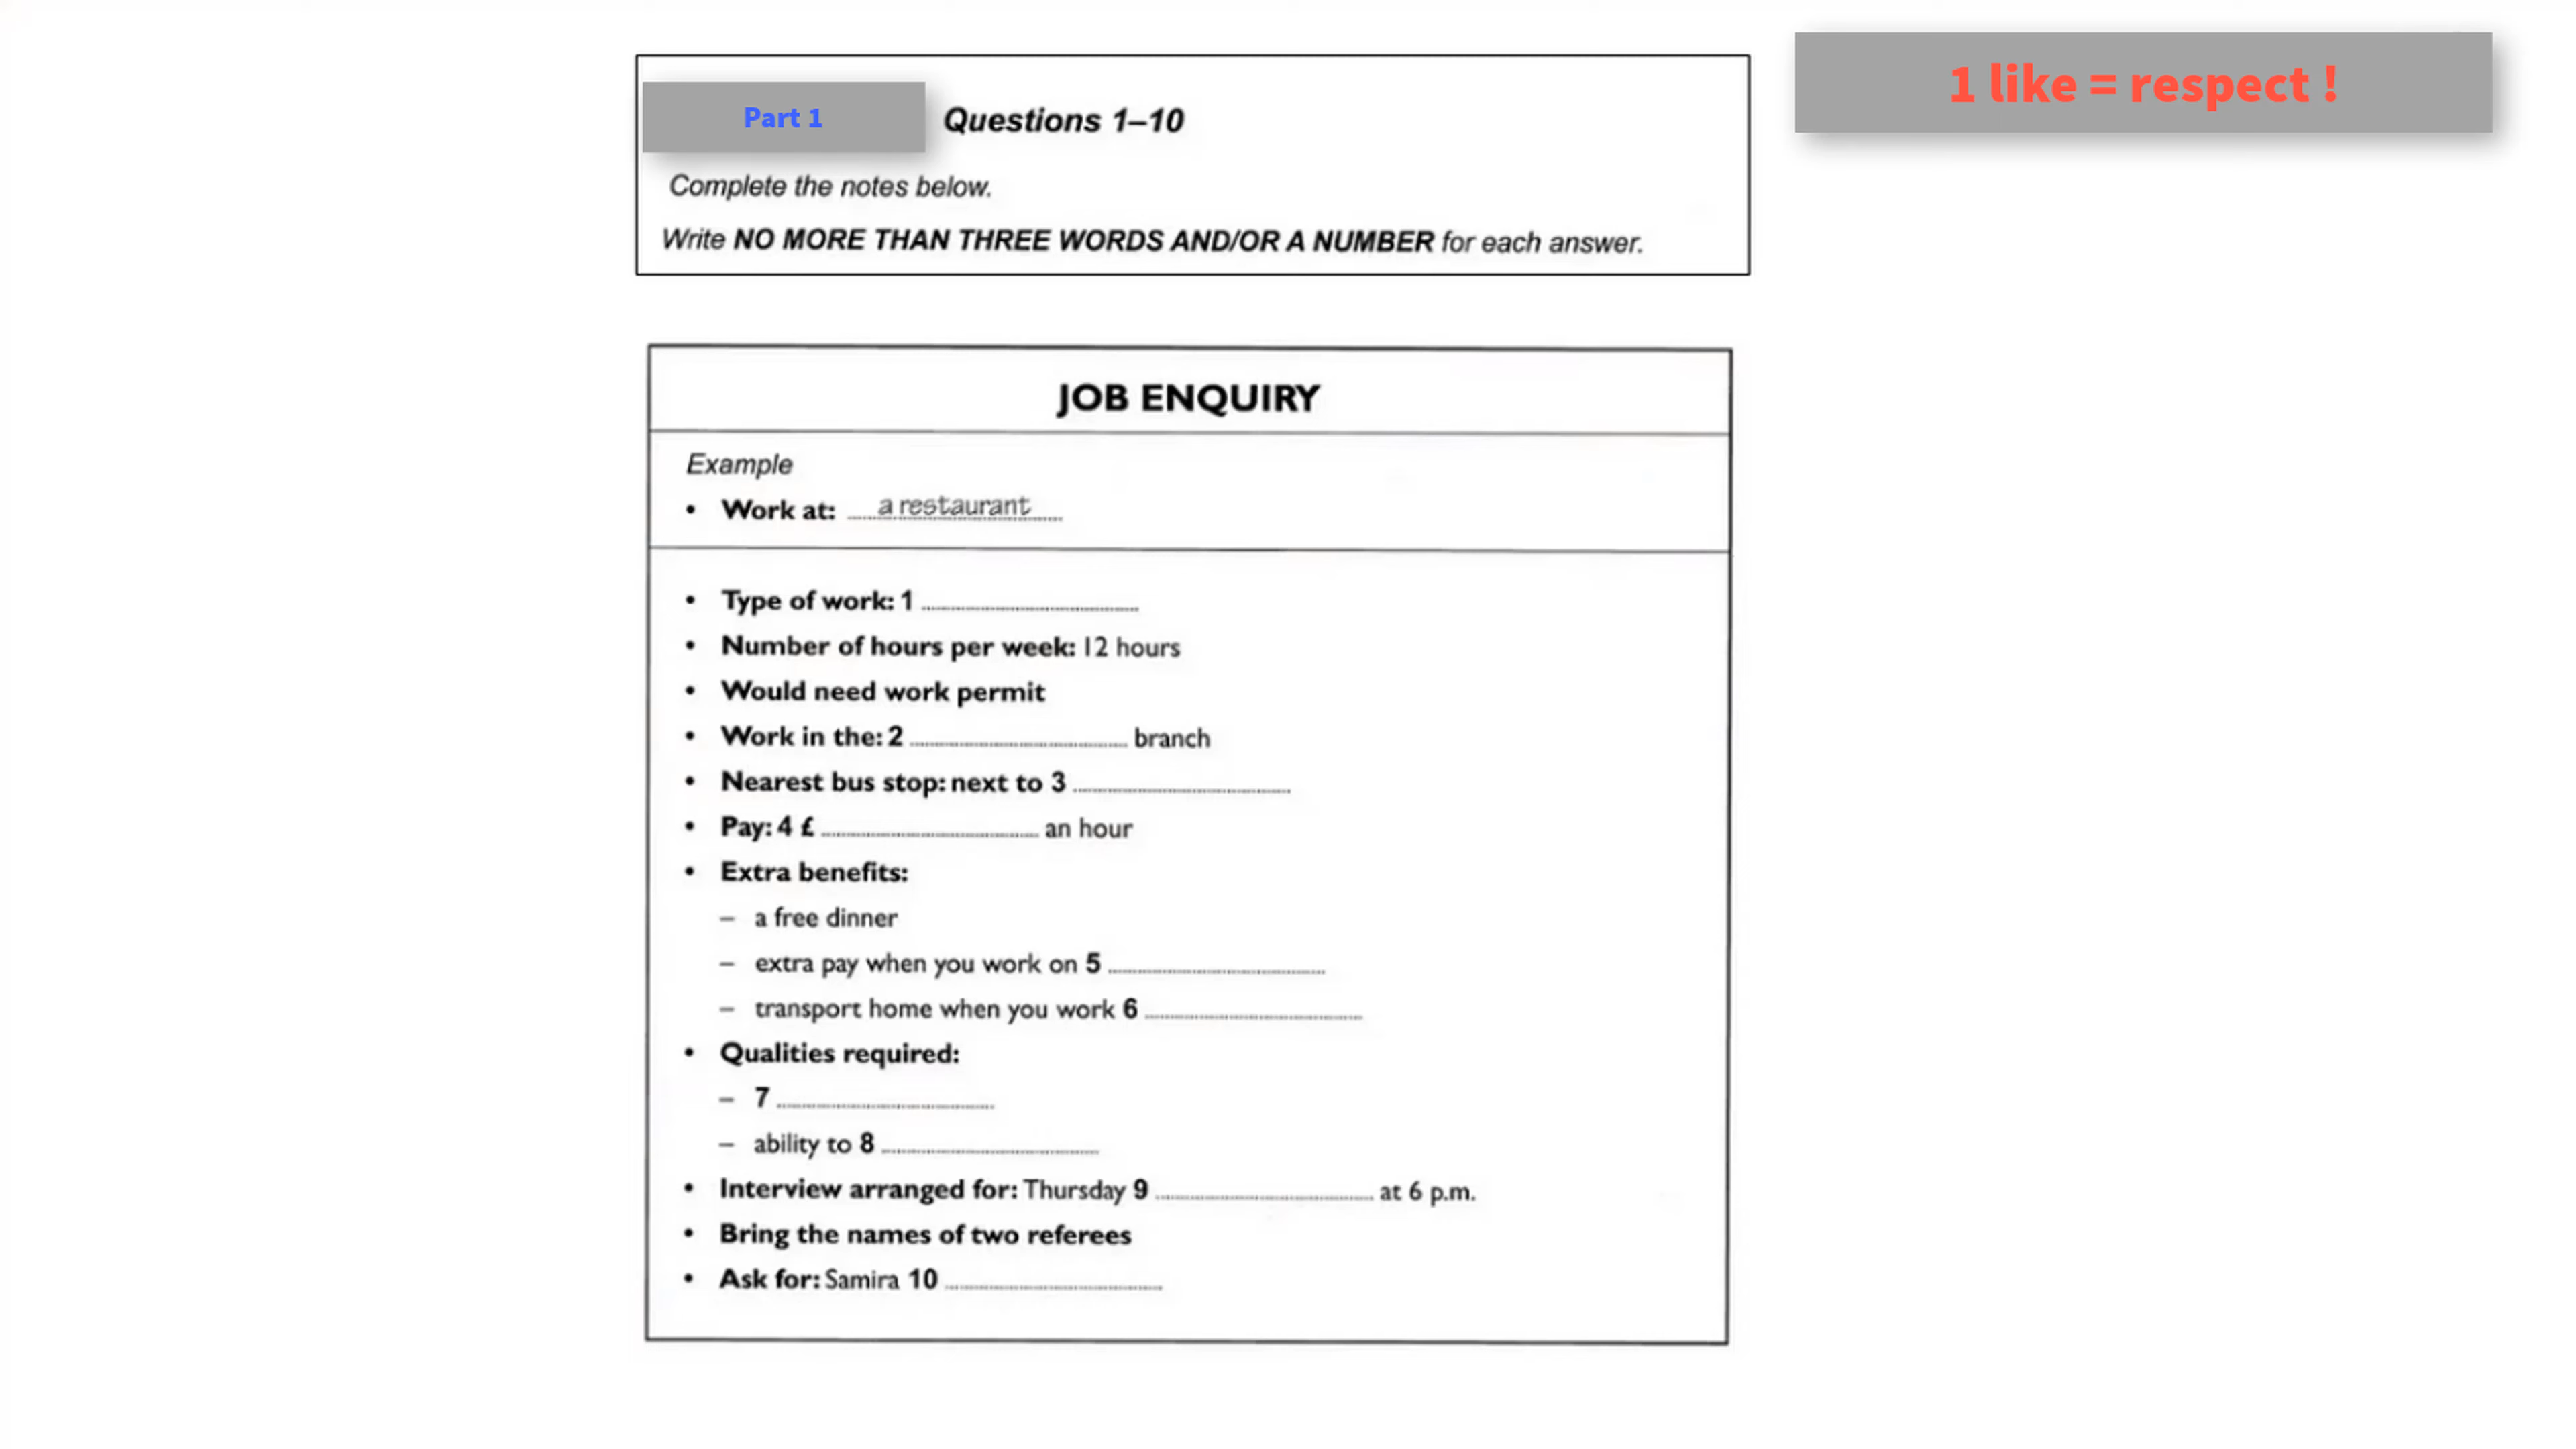 1 like = respect !
Part 1
Questions 1–10
Complete the notes below.
Write NO MORE THAN THREE WORDS AND/OR A NUMBER for each answer.
JOB ENQUIRY
Example
• Work at: a restaurant
• Type of work: 1
• Number of hours per week: 12 hours
• Would need work permit
• Work in the: 2 branch
• Nearest bus stop: next to 3
• Pay: 4 £ an hour
• Extra benefits:
– a free dinner
– extra pay when you work on 5
– transport home when you work 6
• Qualities required:
– 7
– ability to 8
• Interview arranged for: Thursday 9 at 6 p.m.
• Bring the names of two referees
• Ask for: Samira 10